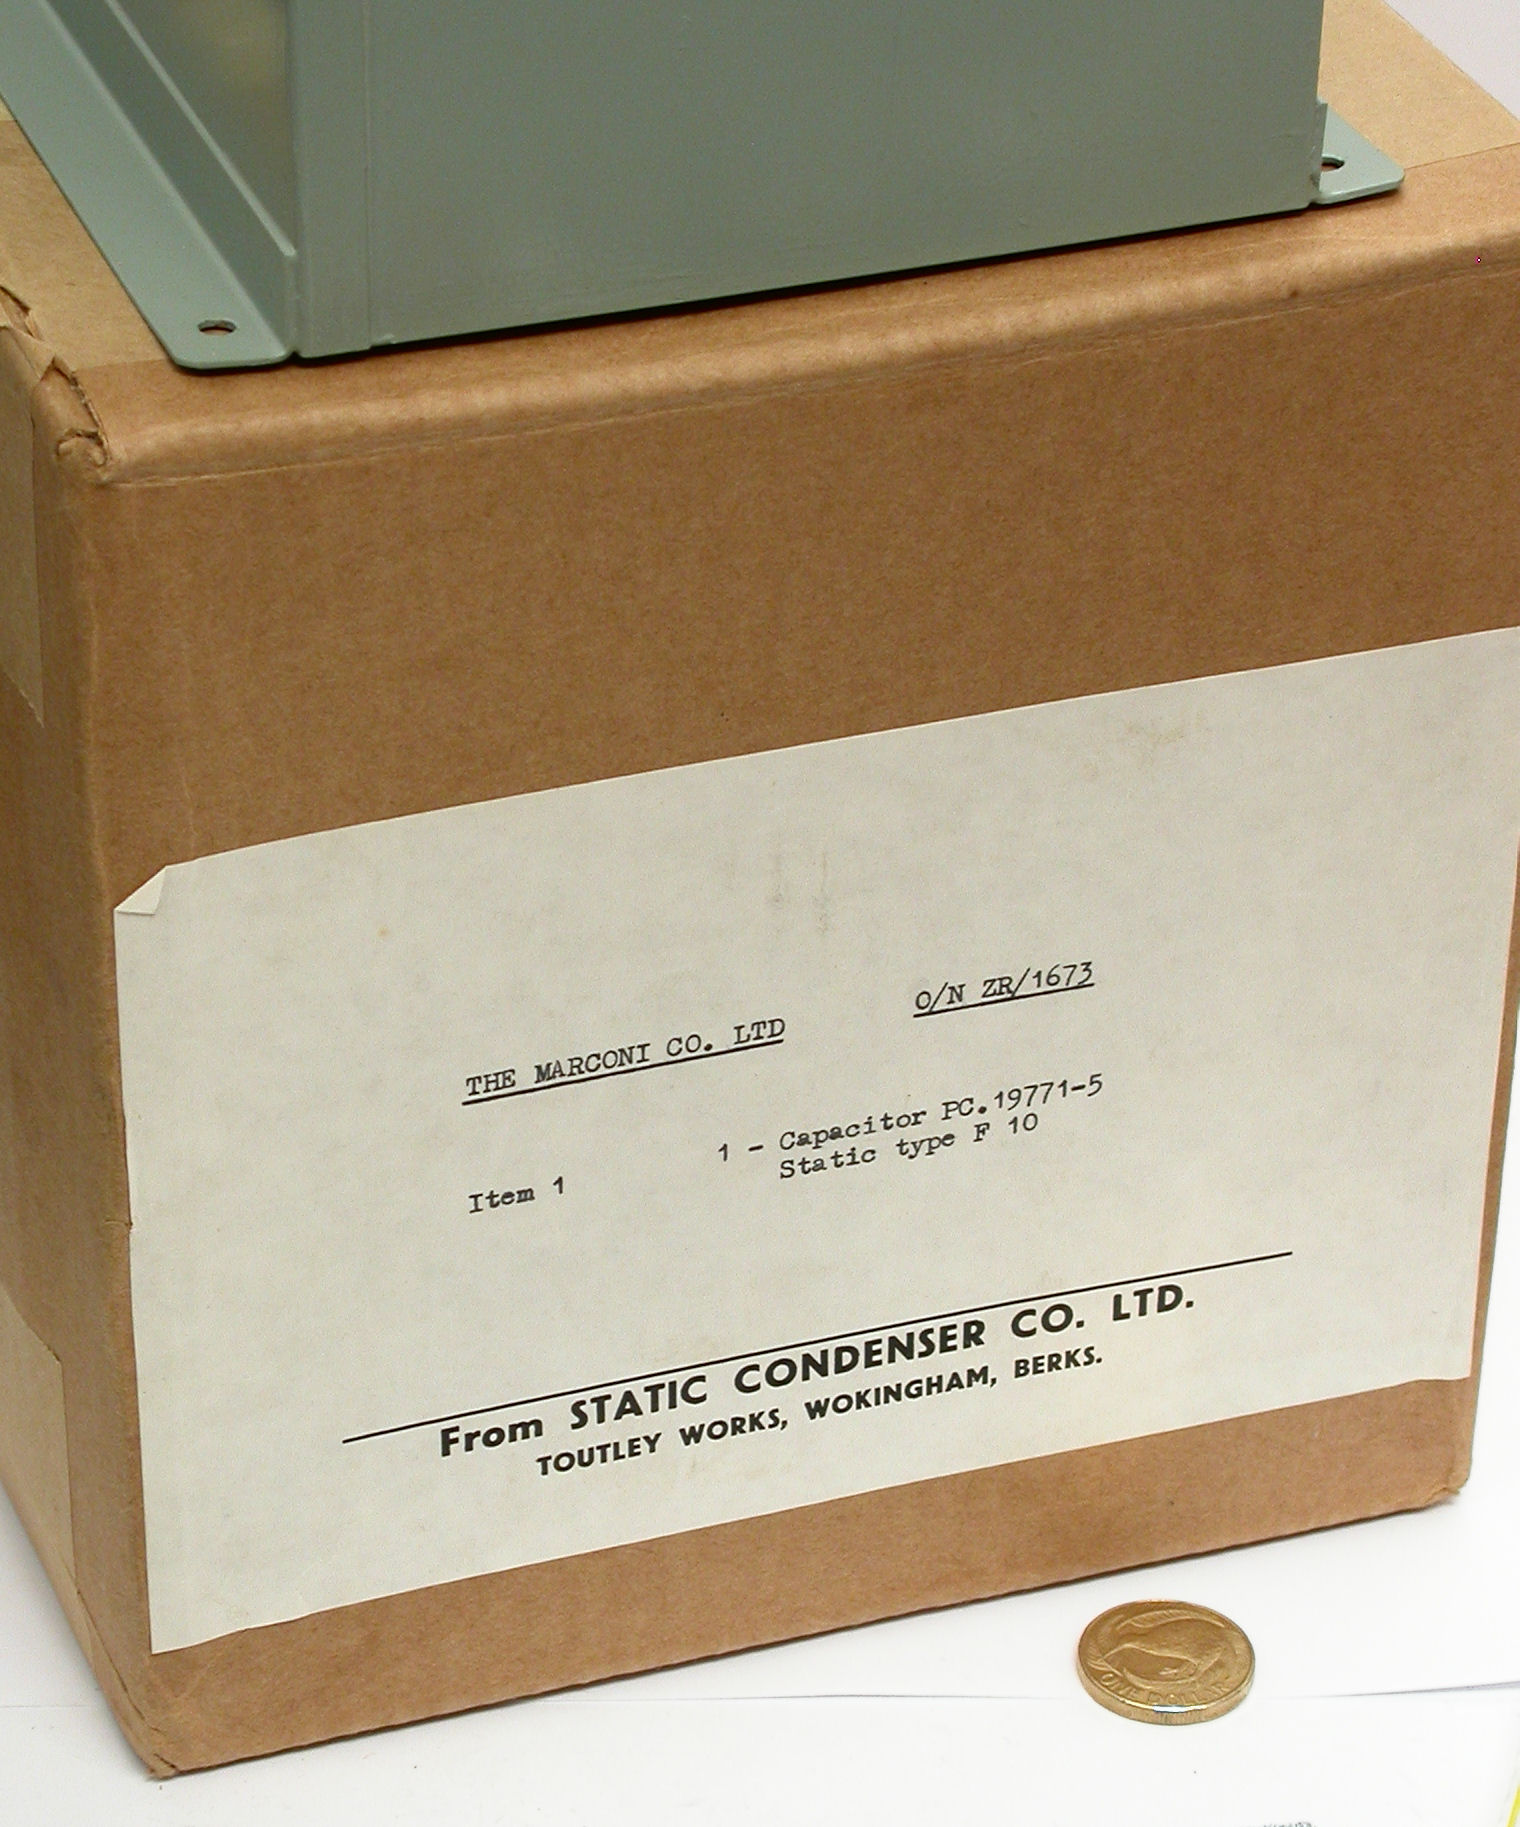 O/N ZR/1673
THE MARCONI CO. LTD
1 - Capacitor PC.19771-5
Static type F 10
Item 1
From STATIC CONDENSER CO. LTD.
TOUTLEY WORKS, WOKINGHAM, BERKS.
ONE DOLLAR